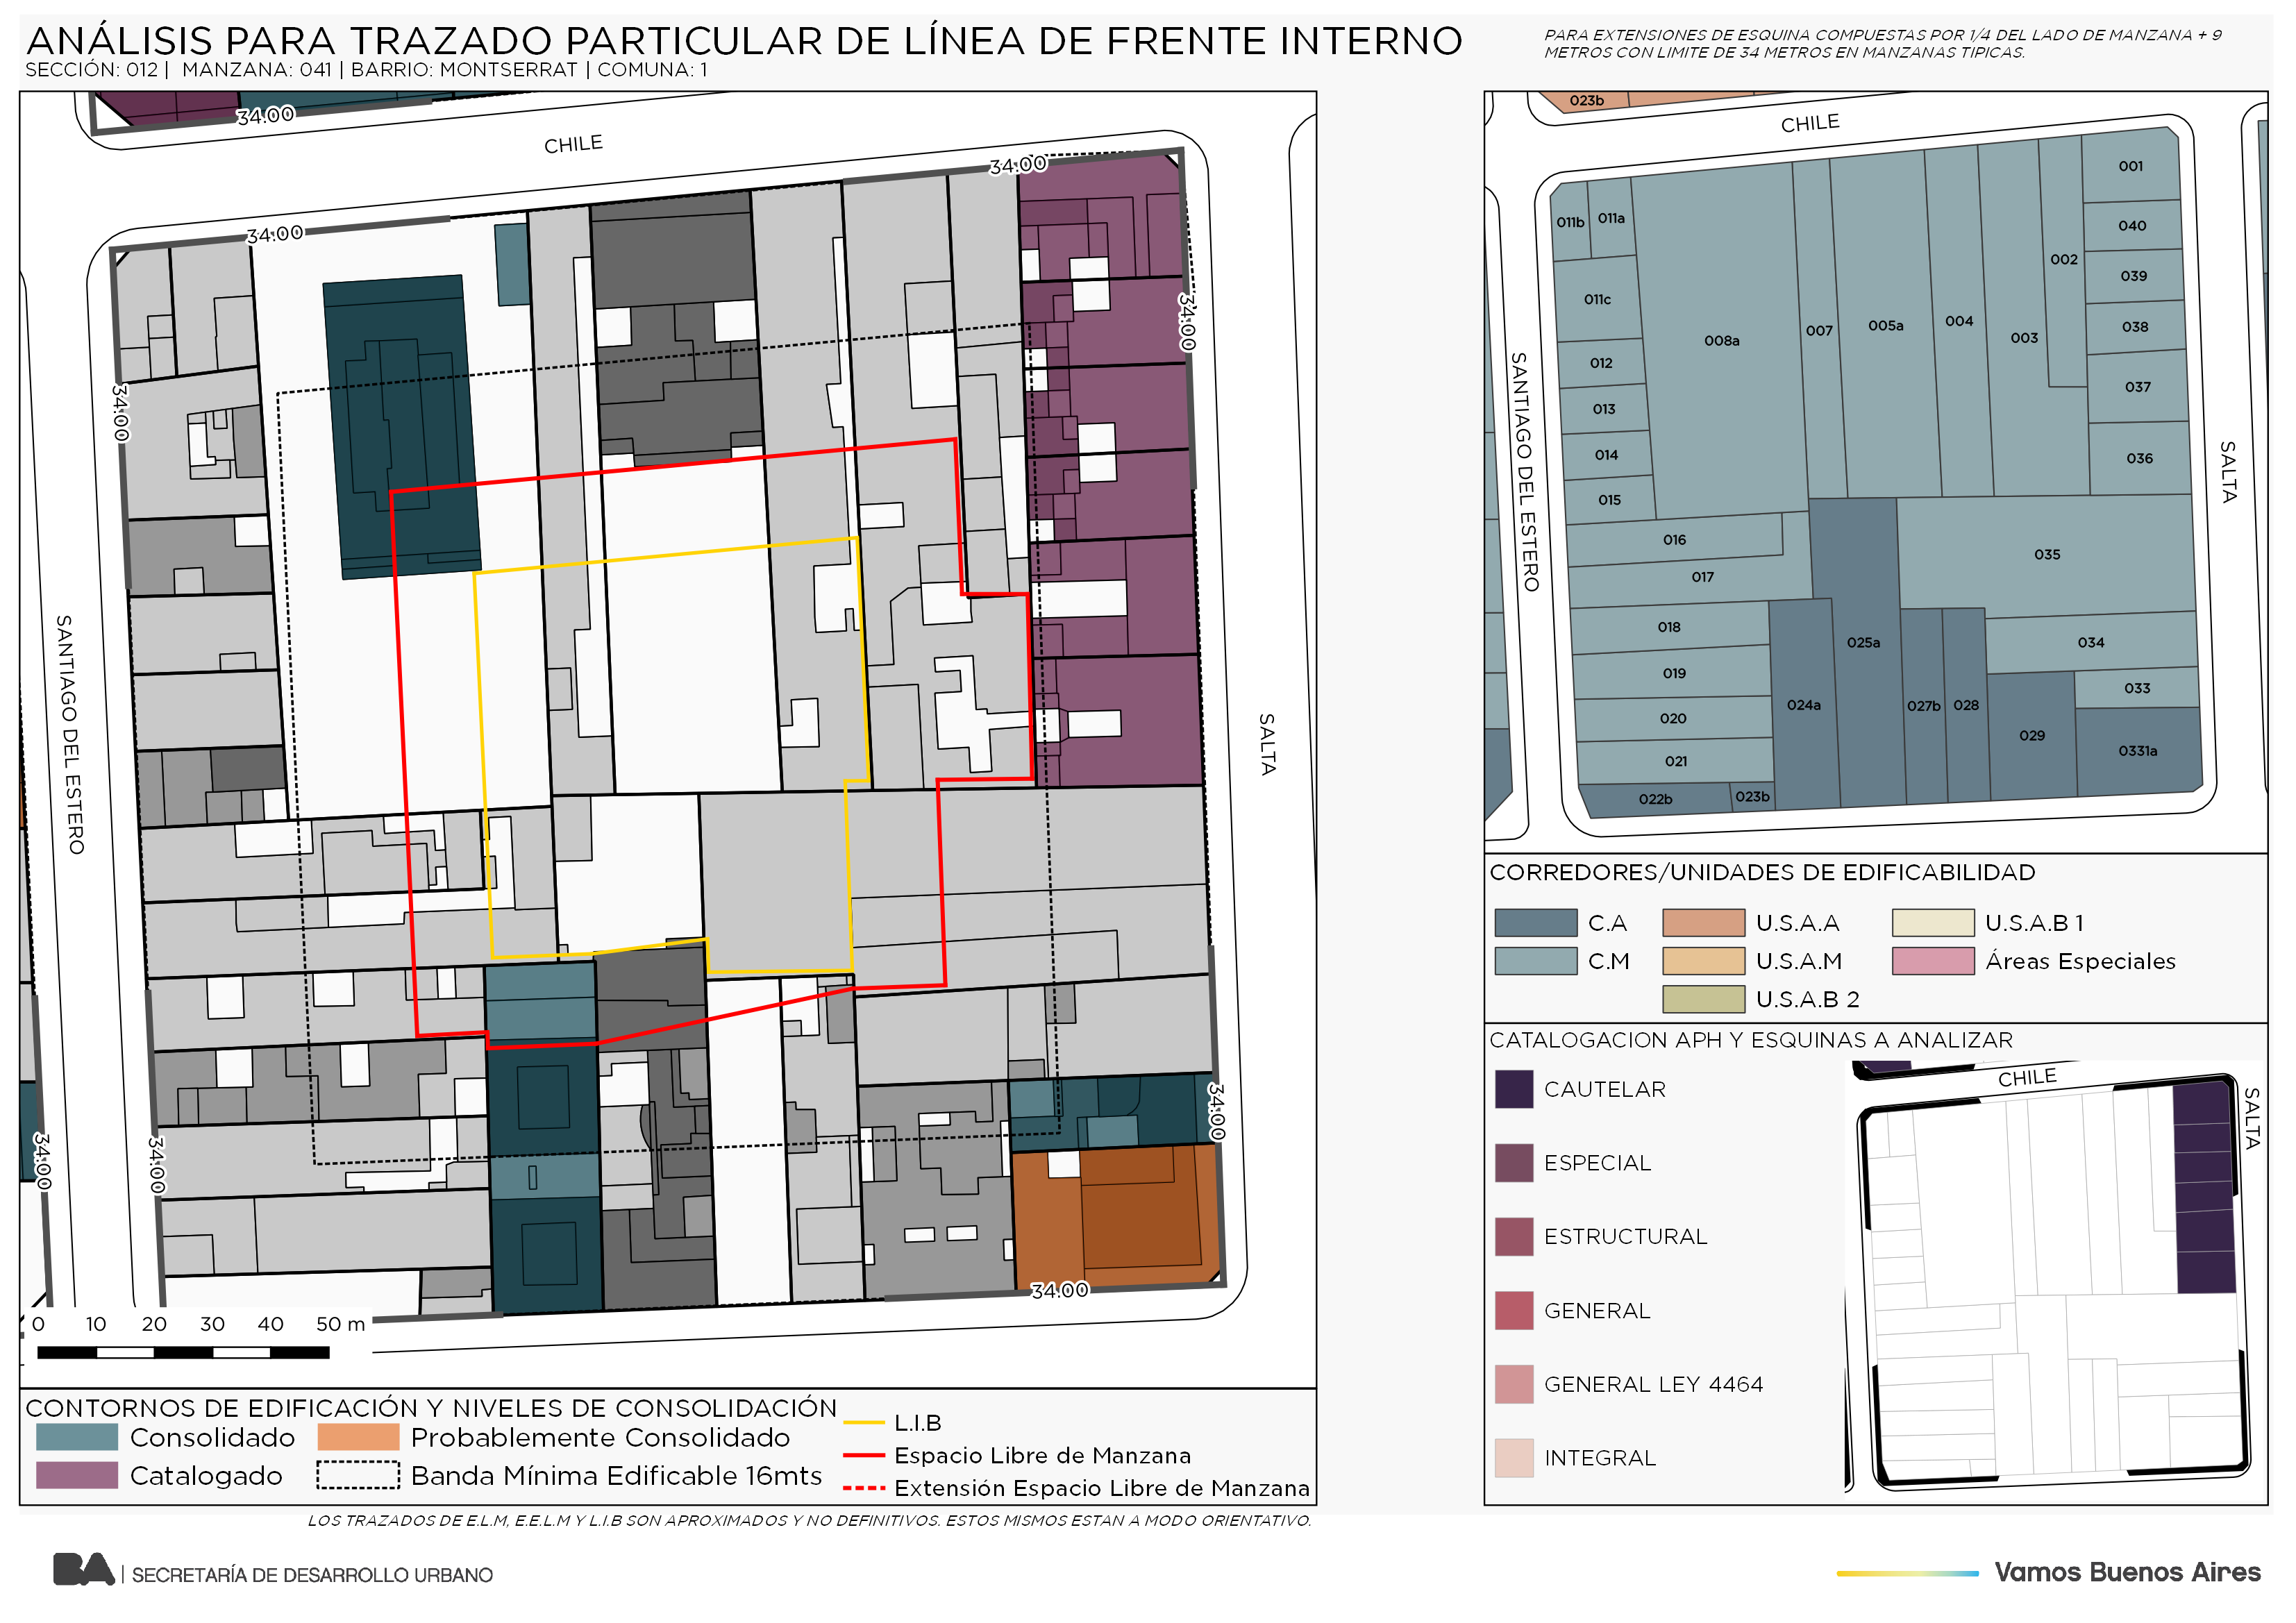 ANÁLISIS PARA TRAZADO PARTICULAR DE LÍNEA DE FRENTE INTERNO
SECCIÓN: 012 | MANZANA: 041 | BARRIO: MONTSERRAT | COMUNA: 1
PARA EXTENSIONES DE ESQUINA COMPUESTAS POR 1/4 DEL LADO DE MANZANA + 9
METROS CON LIMITE DE 34 METROS EN MANZANAS TIPICAS.
34.00
CHILE
34.00
34.00
34.00
34.00
SANTIAGO DEL ESTERO
SALTA
34.00
34.00
34.00
34.00
0 10 20 30 40 50 m
CONTORNOS DE EDIFICACIÓN Y NIVELES DE CONSOLIDACIÓN
Consolidado
Probablemente Consolidado
Catalogado
Banda Mínima Edificable 16mts
L.I.B
Espacio Libre de Manzana
Extensión Espacio Libre de Manzana
023b
CHILE
001
011b
011a
040
002
039
011c
038
007
005a
004
003
008a
012
037
013
014
036
015
SANTIAGO DEL ESTERO
SALTA
016
035
017
018
025a
034
019
033
024a
027b
028
020
029
0331a
021
022b
023b
CORREDORES/UNIDADES DE EDIFICABILIDAD
C.A
U.S.A.A
U.S.A.B 1
C.M
U.S.A.M
Áreas Especiales
U.S.A.B 2
CATALOGACION APH Y ESQUINAS A ANALIZAR
CAUTELAR
ESPECIAL
ESTRUCTURAL
GENERAL
GENERAL LEY 4464
INTEGRAL
CHILE
SALTA
LOS TRAZADOS DE E.L.M, E.E.L.M Y L.I.B SON APROXIMADOS Y NO DEFINITIVOS. ESTOS MISMOS ESTAN A MODO ORIENTATIVO.
BA | SECRETARÍA DE DESARROLLO URBANO
Vamos Buenos Aires